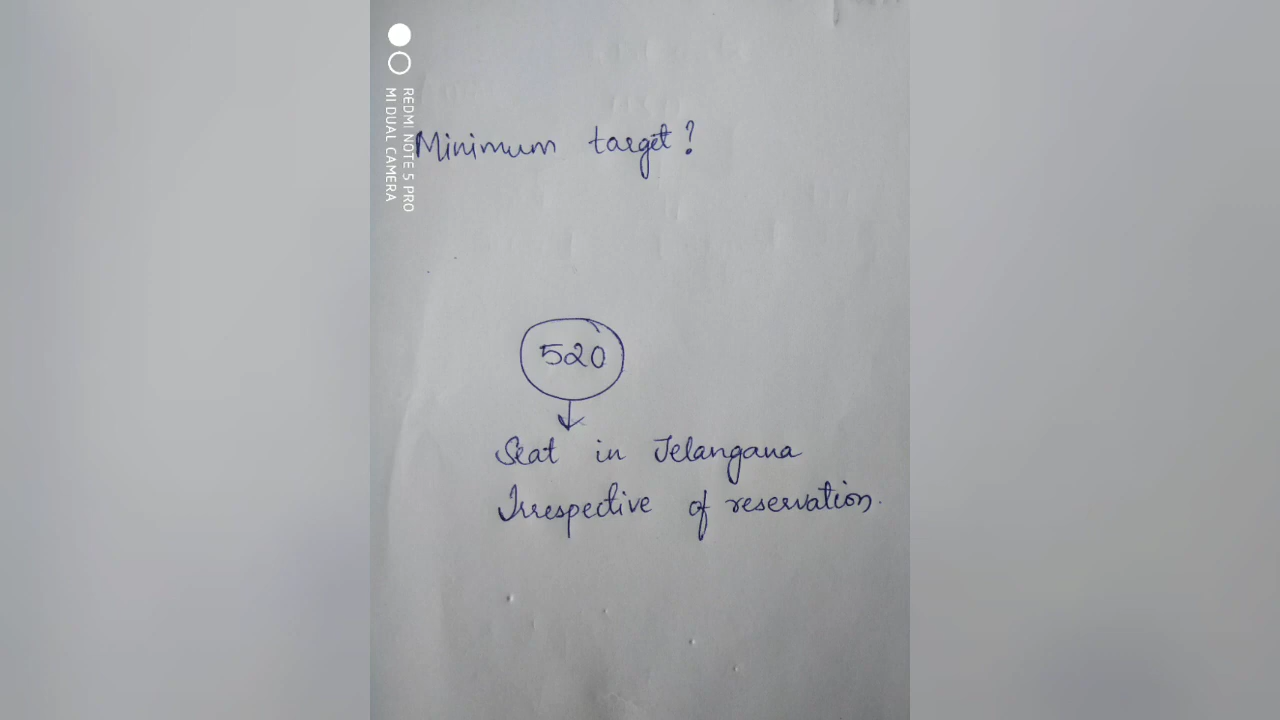 REDMI NOTE 5 PRO
MI DUAL CAMERA
Minimum target?
520
Seat in Telangana
Irrespective of reservation.